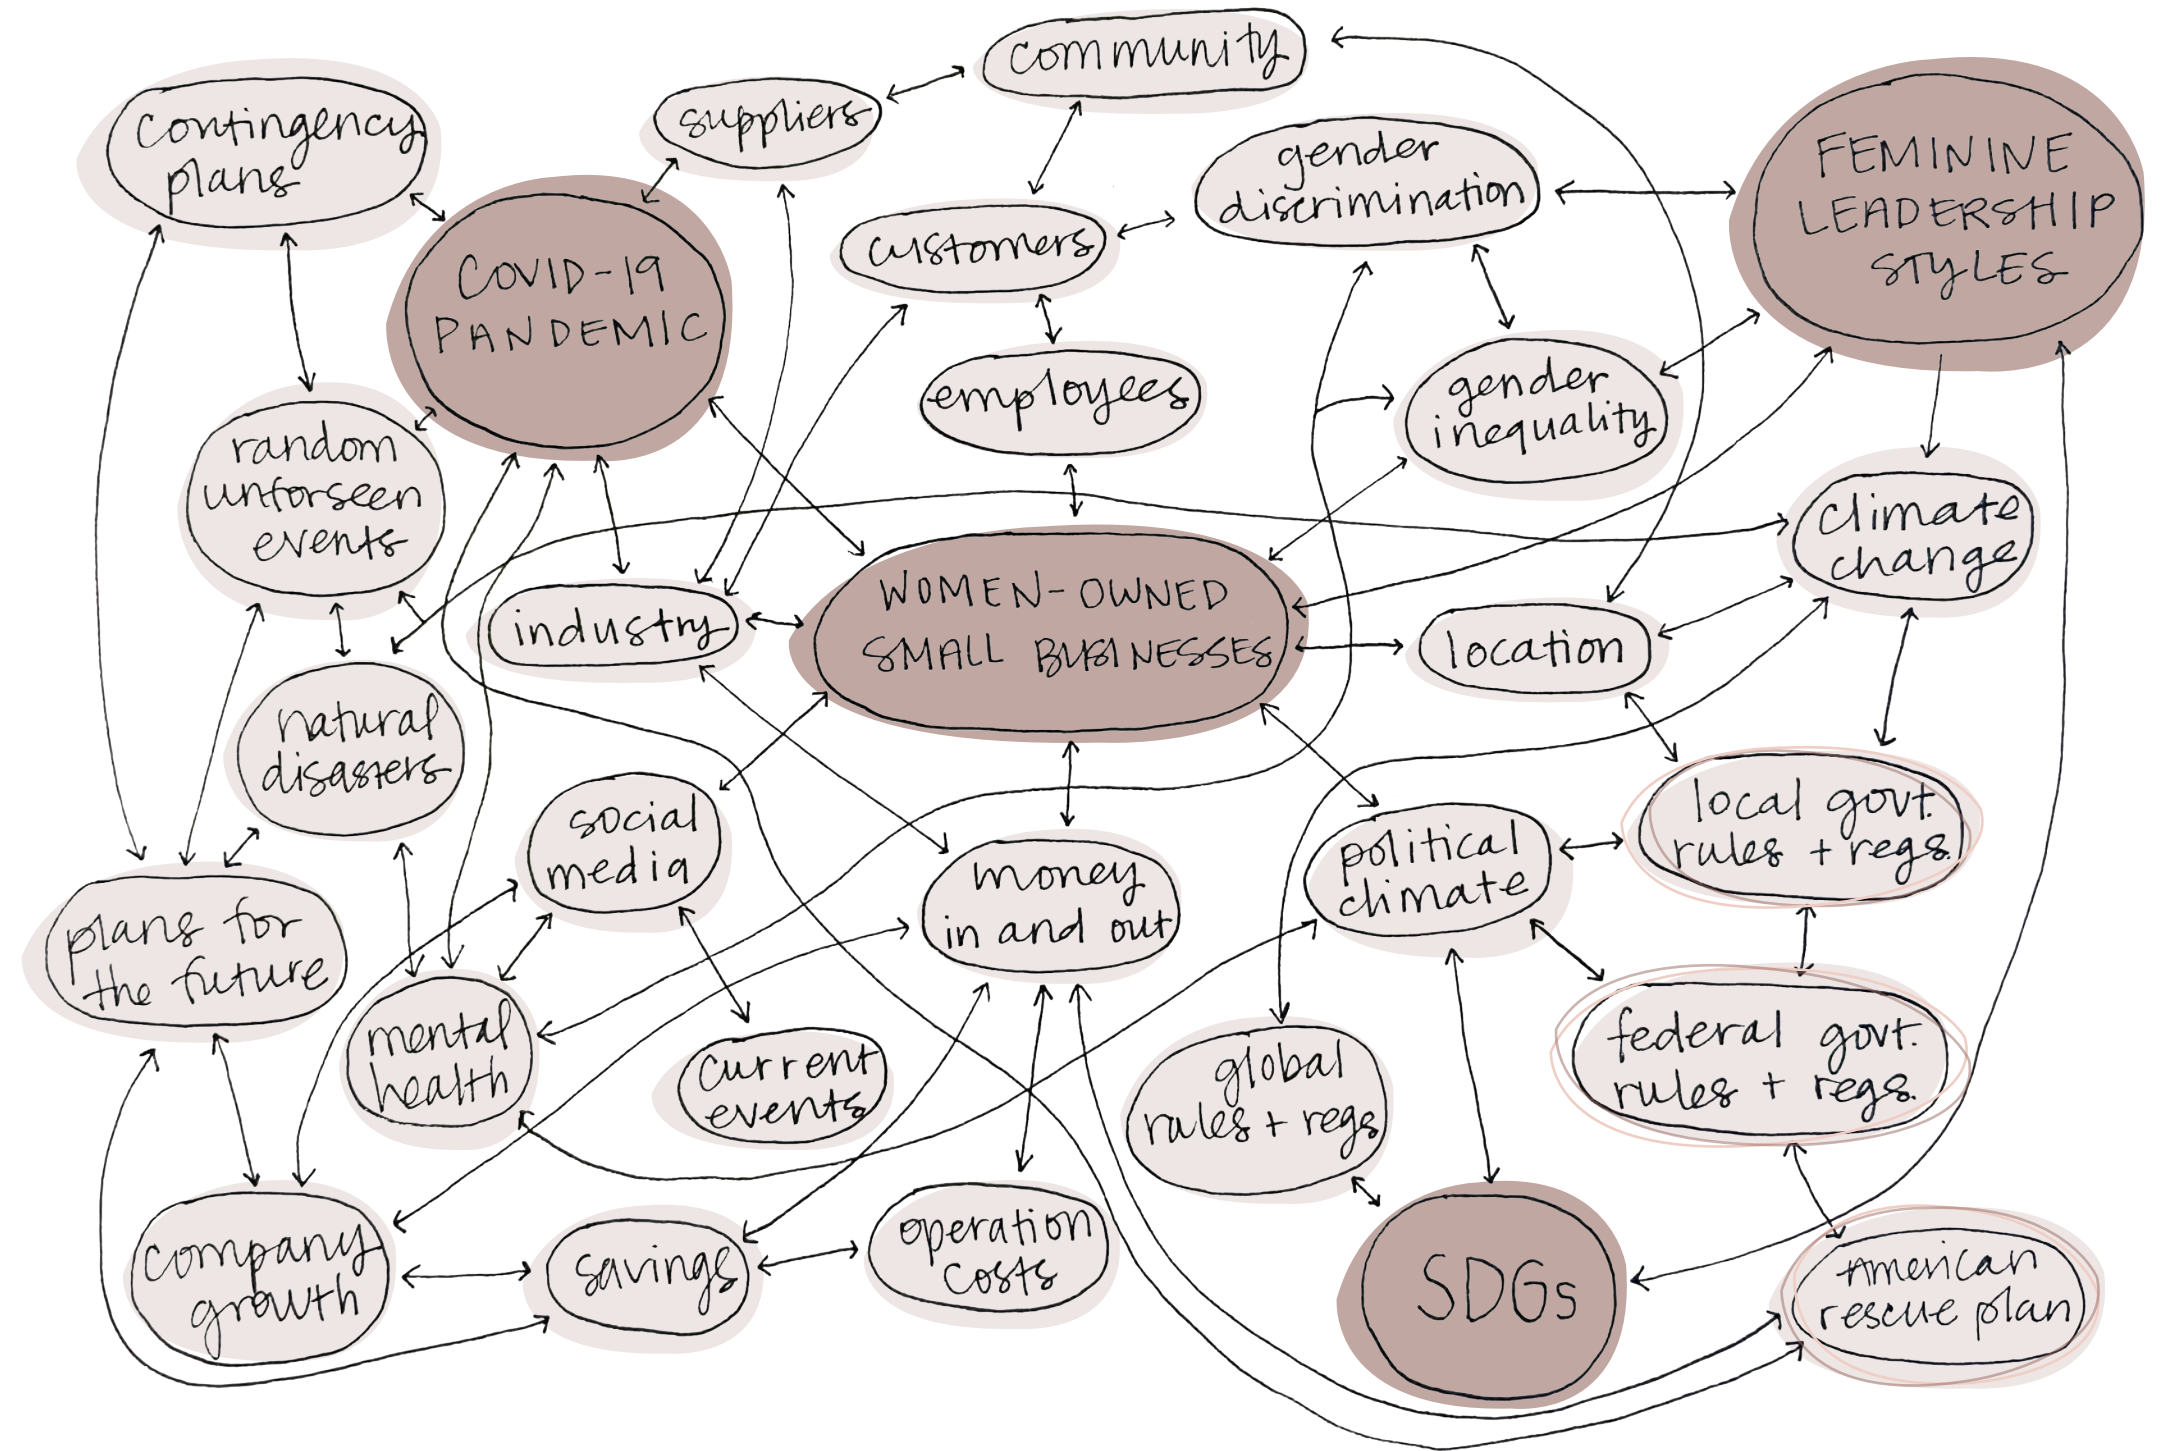 community
contingency
plans
suppliers
gender
discrimination
FEMININE
LEADERSHIP
STYLES
customers
COVID-19
PANDEMIC
employees
gender
inequality
random
unforseen
events
climate
change
industry
WOMEN-OWNED
SMALL BUSINESSES
location
natural
disasters
social
media
money
in and out
political
climate
local govt.
rules + regs.
plans for
the future
mental
health
current
events
global
rules + regs
federal govt.
rules + regs.
company
growth
savings
operation
costs
SDGs
American
rescue plan